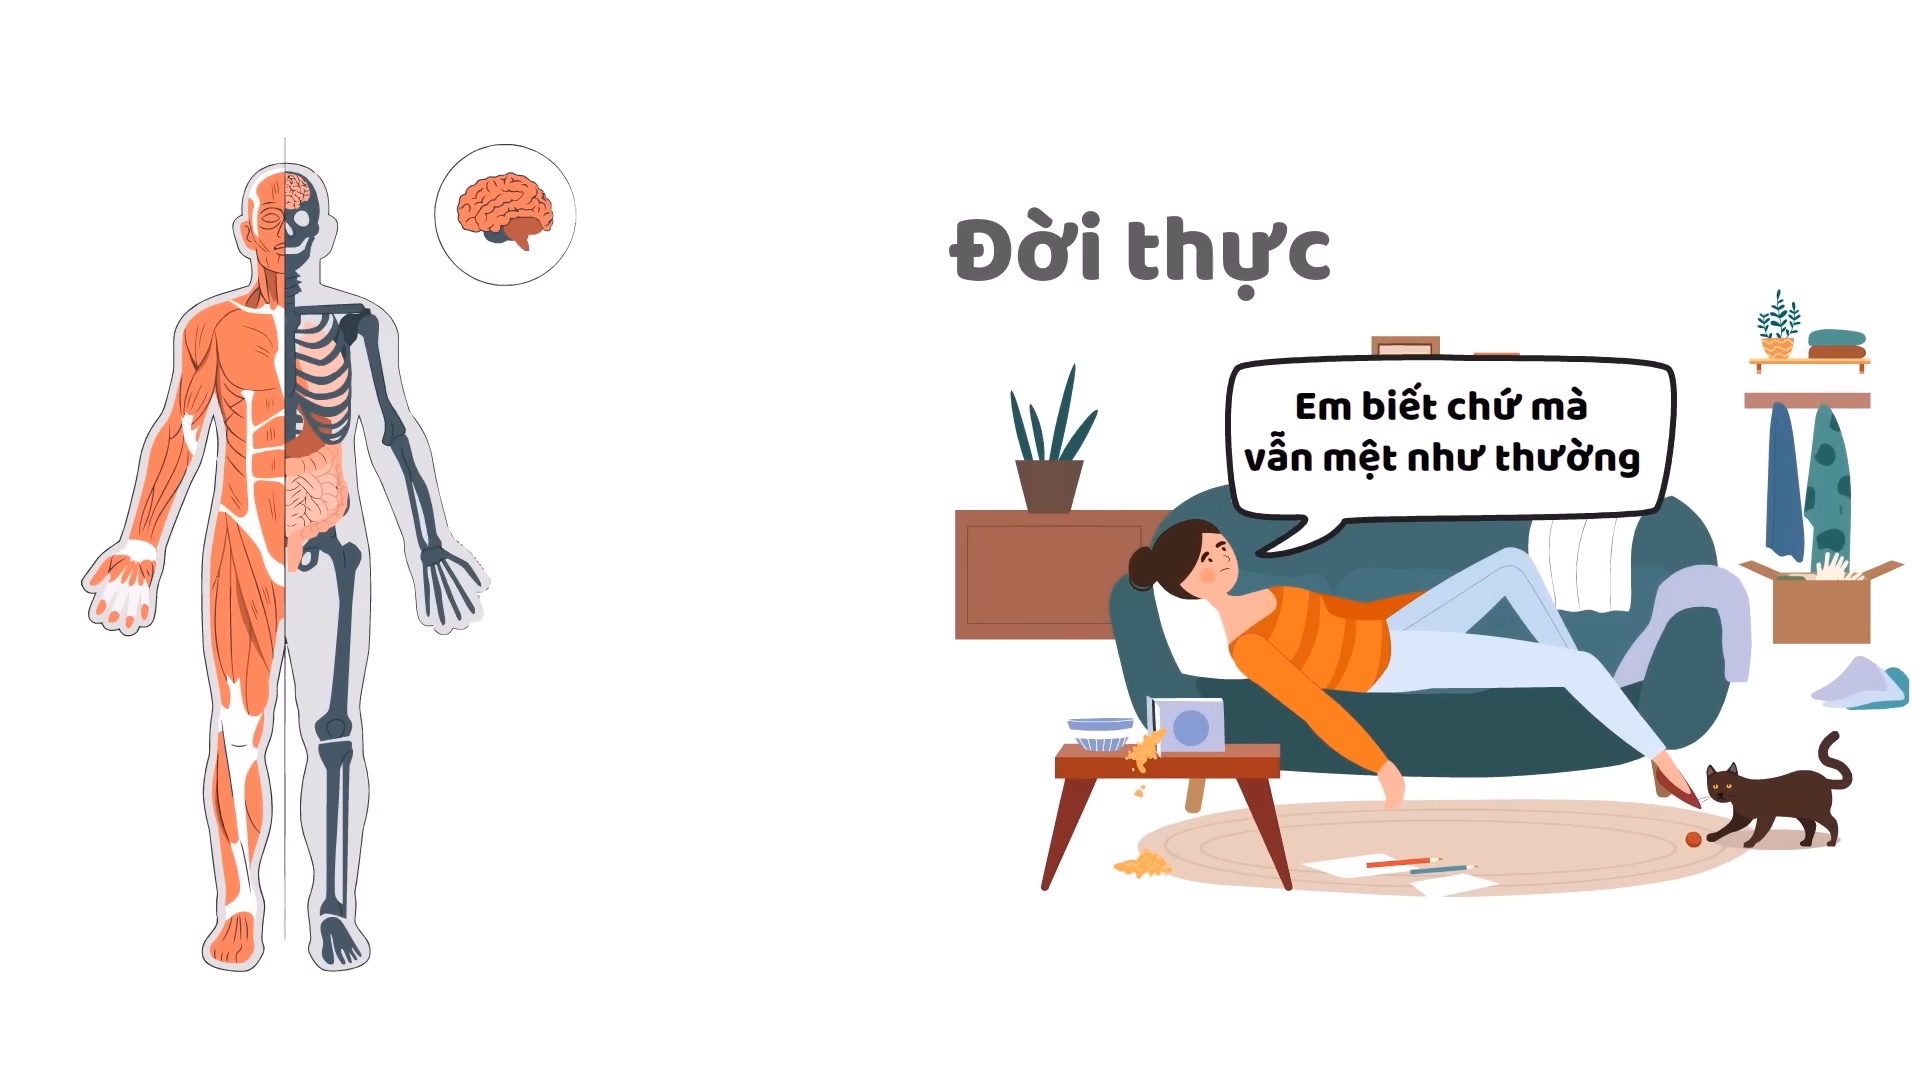 Đời thực
Em biết chứ mà
vẫn mệt như thường